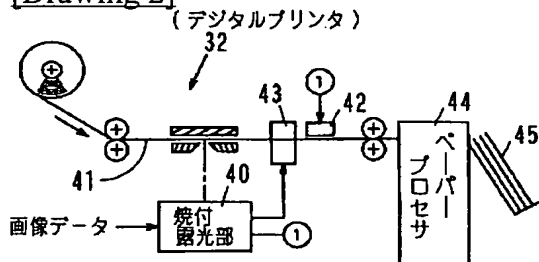 [Drawing 2]
(デジタルプリンタ)
32
43
①
42
44
41
40
45
ペーパー
プロセサ
画像データ
焼付
露光部
①